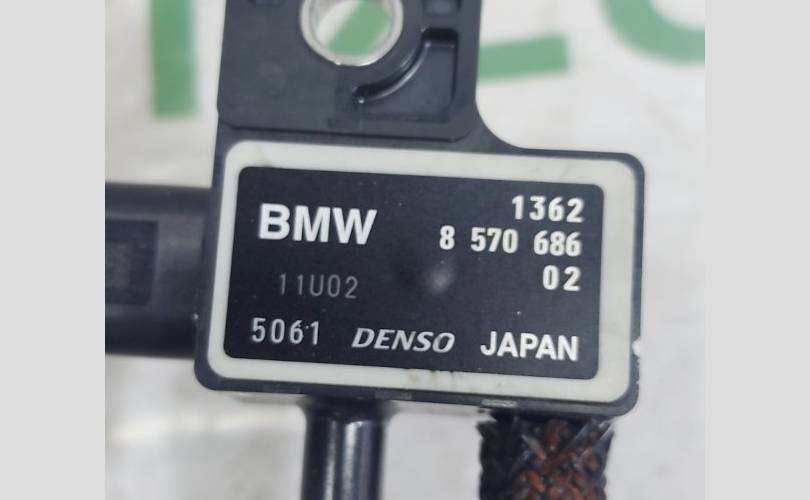 1362
BMW 8 570 686
11U02 02
5061 DENSO JAPAN